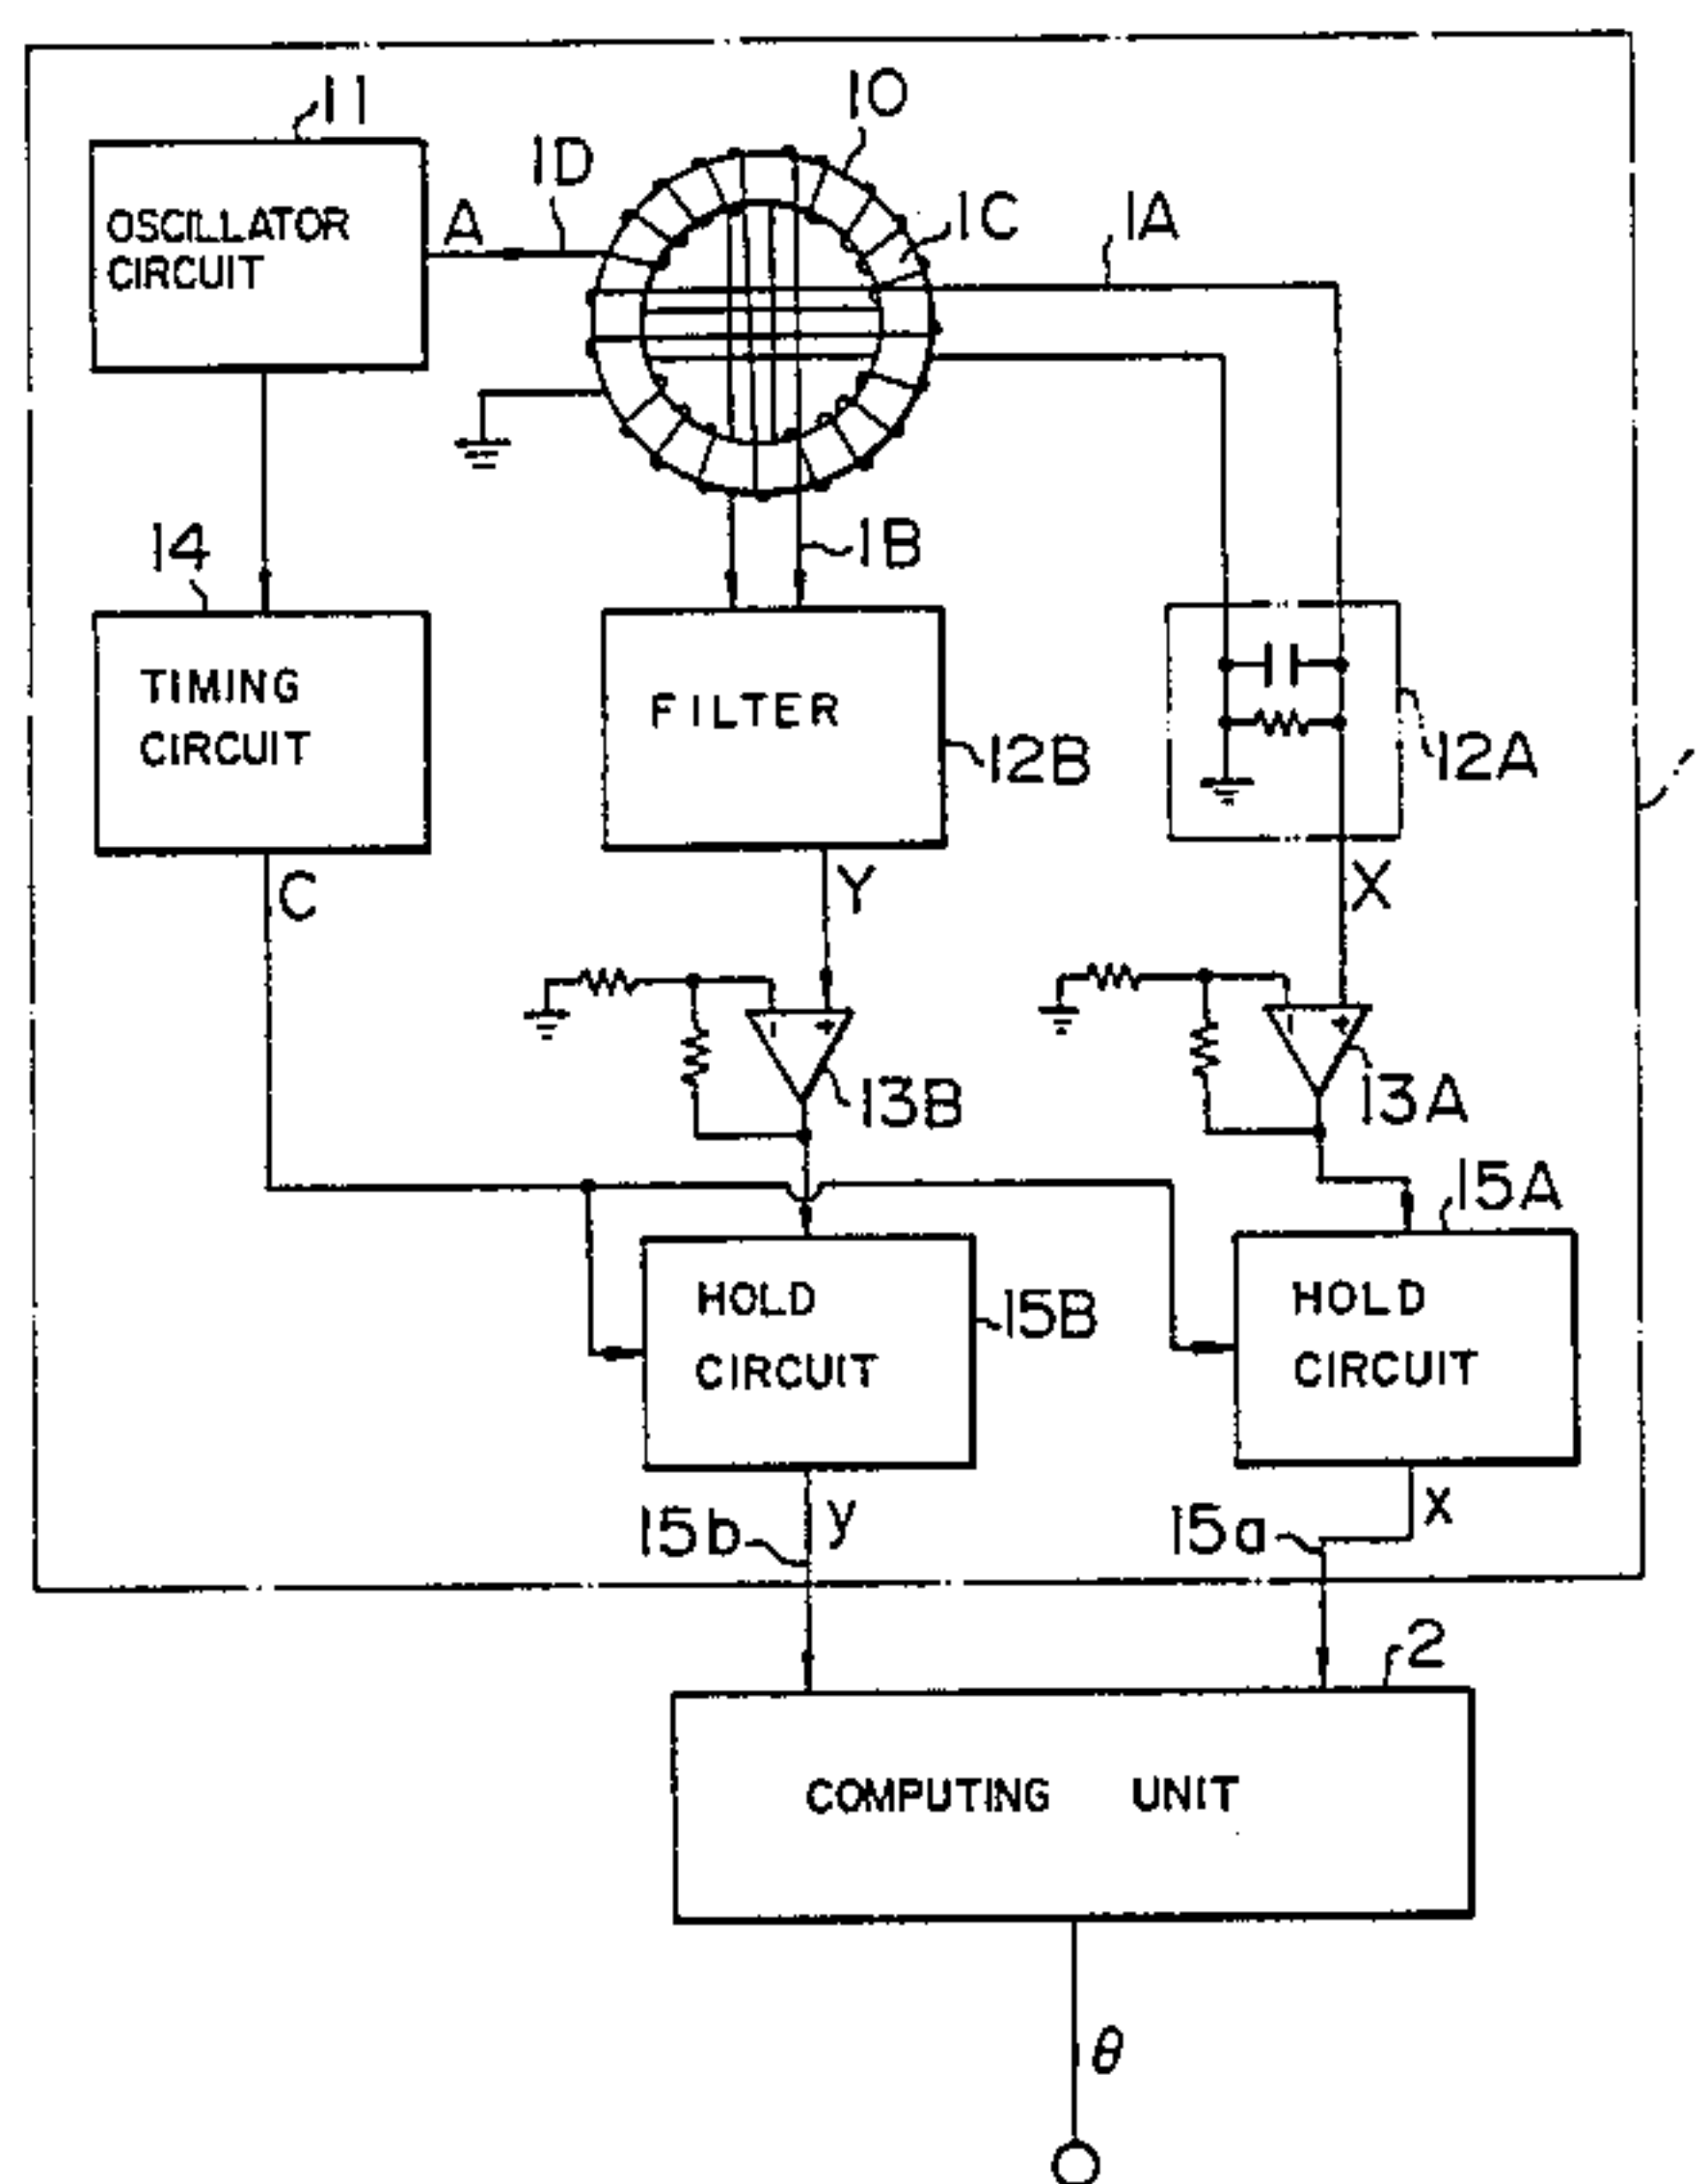 11
10
OSCILLATOR
CIRCUIT
A
1D
1C
1A
14
1B
TIMING
CIRCUIT
FILTER
12B
12A
1
C
Y
X
-
+
13B
-
+
13A
15A
HOLD
CIRCUIT
15B
HOLD
CIRCUIT
15b
y
15a
x
2
COMPUTING UNIT
θ